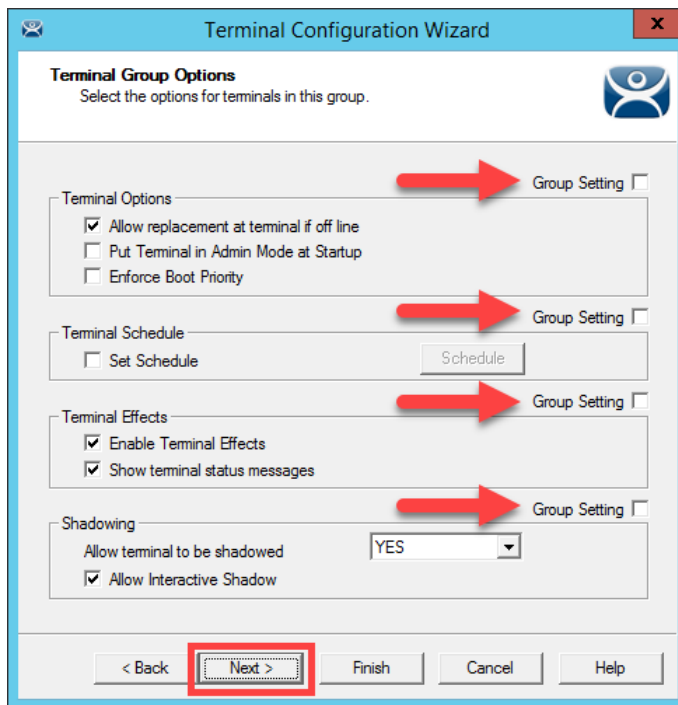 Terminal Configuration Wizard
x
Terminal Group Options
Select the options for terminals in this group.
Group Setting
Terminal Options
Allow replacement at terminal if off line
Put Terminal in Admin Mode at Startup
Enforce Boot Priority
Group Setting
Terminal Schedule
Set Schedule
Schedule
Group Setting
Terminal Effects
Enable Terminal Effects
Show terminal status messages
Group Setting
Shadowing
Allow terminal to be shadowed YES
Allow Interactive Shadow
< Back Next > Finish Cancel Help